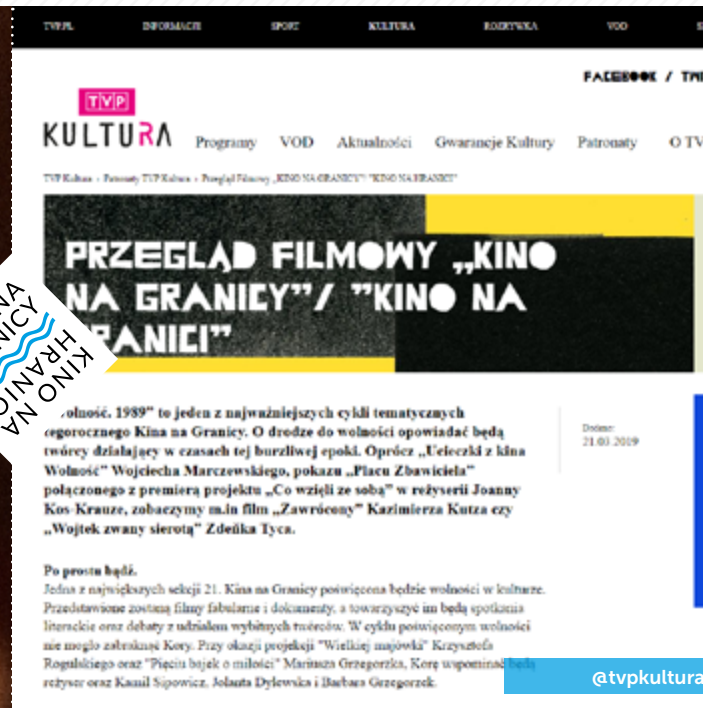 TVP.PL INFORMACJE SPORT KULTURA ROZRYWKA VOD
FACEBOOK /
TVP
KULTURA
Programy VOD Aktualności Gwarancje Kultury Patronaty O TV
TVP Kultura › Patronaty TVP Kultura › Przegląd Filmowy „KINO NA GRANICY”/ ”KINO NA HRANICI”
PRZEGLĄD FILMOWY „KINO
NA GRANICY”/ ”KINO NA
HRANICI”
KINO NA
HRANICI
olność. 1989” to jeden z najważniejszych cykli tematycznych
tegorocznego Kina na Granicy. O drodze do wolności opowiadać będą
twórcy działający w czasach tej burzliwej epoki. Oprócz „Ucieczki z kina
Wolność” Wojciecha Marczewskiego, pokazu „Placu Zbawiciela”
połączonego z premierą projektu „Co wzięli ze sobą” w reżyserii Joanny
Kos-Krauze, zobaczymy m.in film „Zawrócony” Kazimierza Kutza czy
„Wojtek zwany sierotą” Zdeňka Tyca.
Dodano:
21.03.2019
Po prostu bądź.
Jedna z największych sekcji 21. Kina na Granicy poświęcona będzie wolności w kulturze.
Przedstawione zostaną filmy fabularne i dokumenty, a towarzyszyć im będą spotkania
literackie oraz debaty z udziałem wybitnych twórców. W cyklu poświęconym wolności
nie mogło zabraknąć Kory. Przy okazji projekcji "Wielkiej majówki" Krzysztofa
Rogulskiego oraz "Pięciu bajek o miłości" Mariusza Grzegorzka, Korę wspominać będą
reżyser oraz Kamil Sipowicz, Jolanta Dylewska i Barbara Grzegorzek.
@tvpkultura